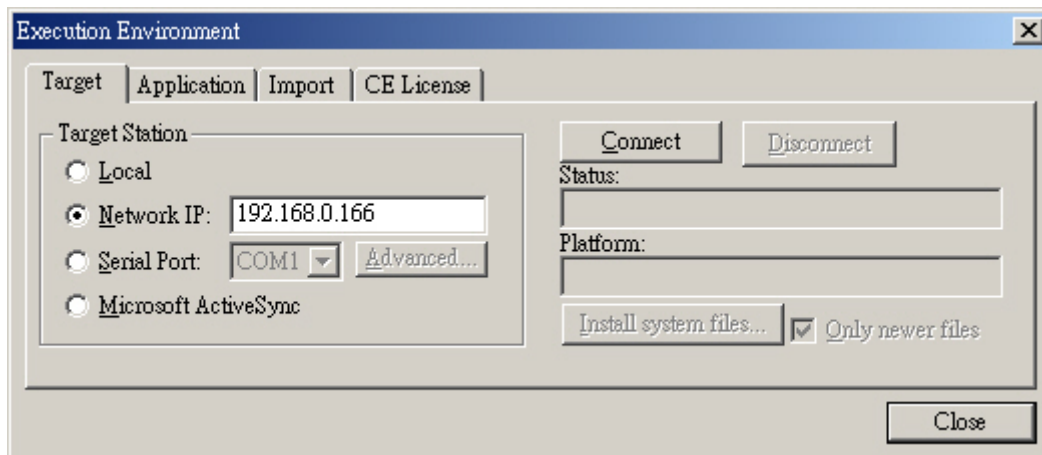 Execution Environment
Target Application Import CE License
Target Station
Local
Network IP: 192.168.0.166
Serial Port: COM1 Advanced...
Microsoft ActiveSync
Connect Disconnect
Status:
Platform:
Install system files... Only newer files
Close